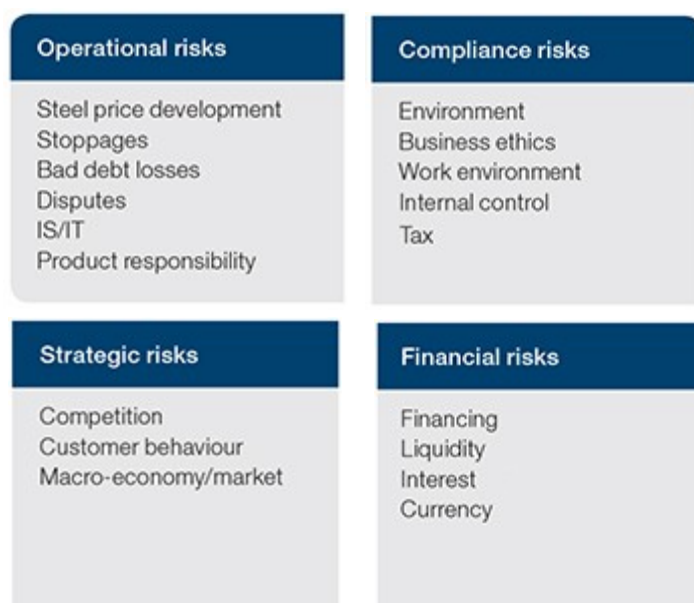 Operational risks
Steel price development
Stoppages
Bad debt losses
Disputes
IS/IT
Product responsibility
Compliance risks
Environment
Business ethics
Work environment
Internal control
Tax
Strategic risks
Competition
Customer behaviour
Macro-economy/market
Financial risks
Financing
Liquidity
Interest
Currency